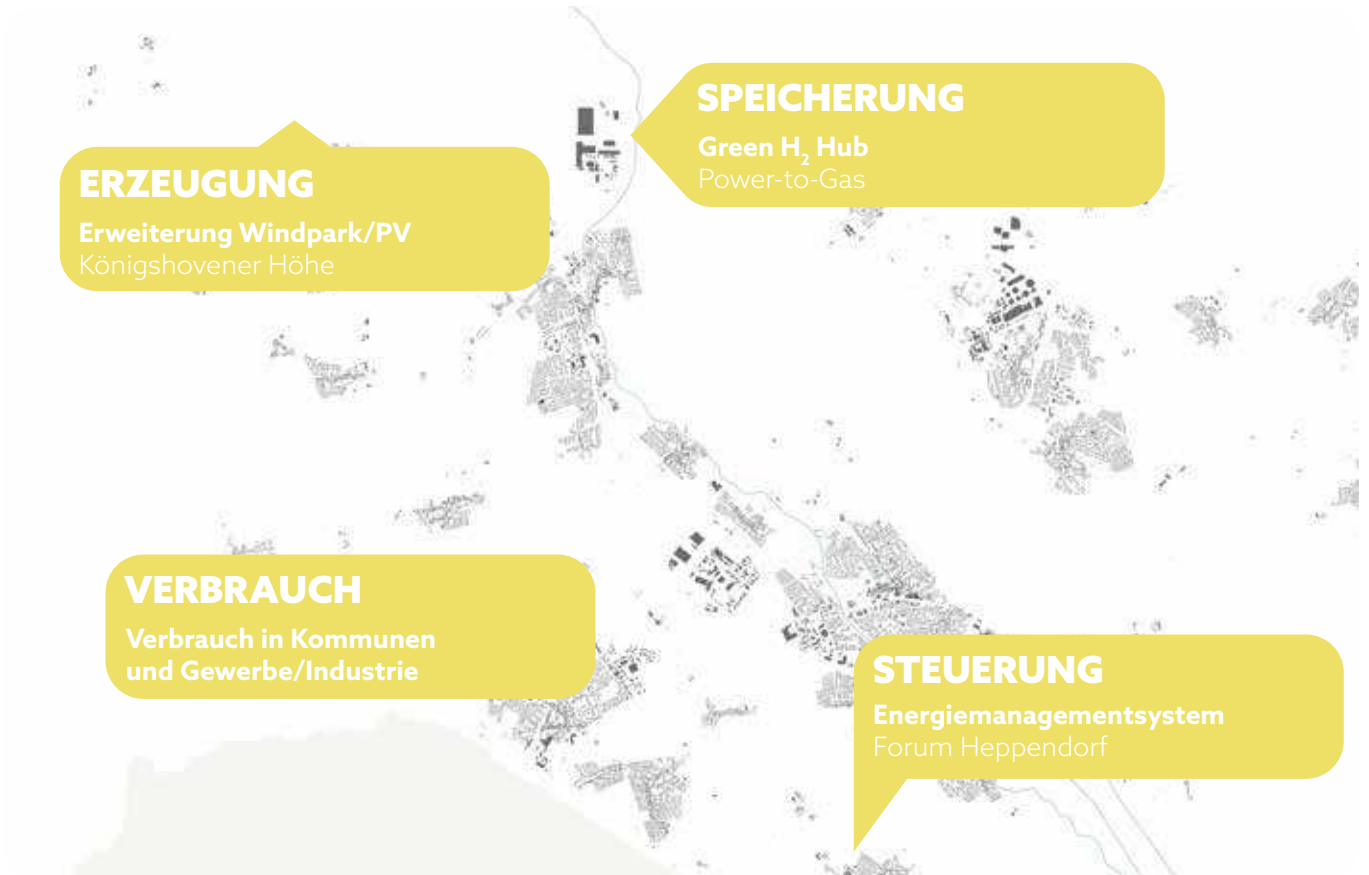 SPEICHERUNG
Green H₂ Hub
Power-to-Gas
ERZEUGUNG
Erweiterung Windpark/PV
Königshovener Höhe
VERBRAUCH
Verbrauch in Kommunen
und Gewerbe/Industrie
STEUERUNG
Energiemanagementsystem
Forum Heppendorf